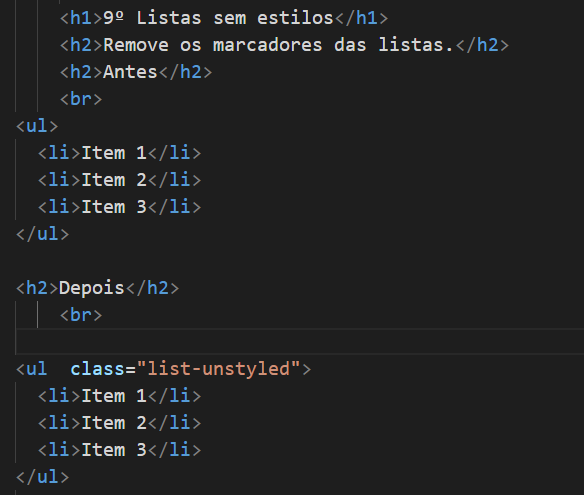 <h1>9º Listas sem estilos</h1>
<h2>Remove os marcadores das listas.</h2>
<h2>Antes</h2>
<br>
<ul>
<li>Item 1</li>
<li>Item 2</li>
<li>Item 3</li>
</ul>
<h2>Depois</h2>
<br>
<ul  class="list-unstyled">
<li>Item 1</li>
<li>Item 2</li>
<li>Item 3</li>
</ul>